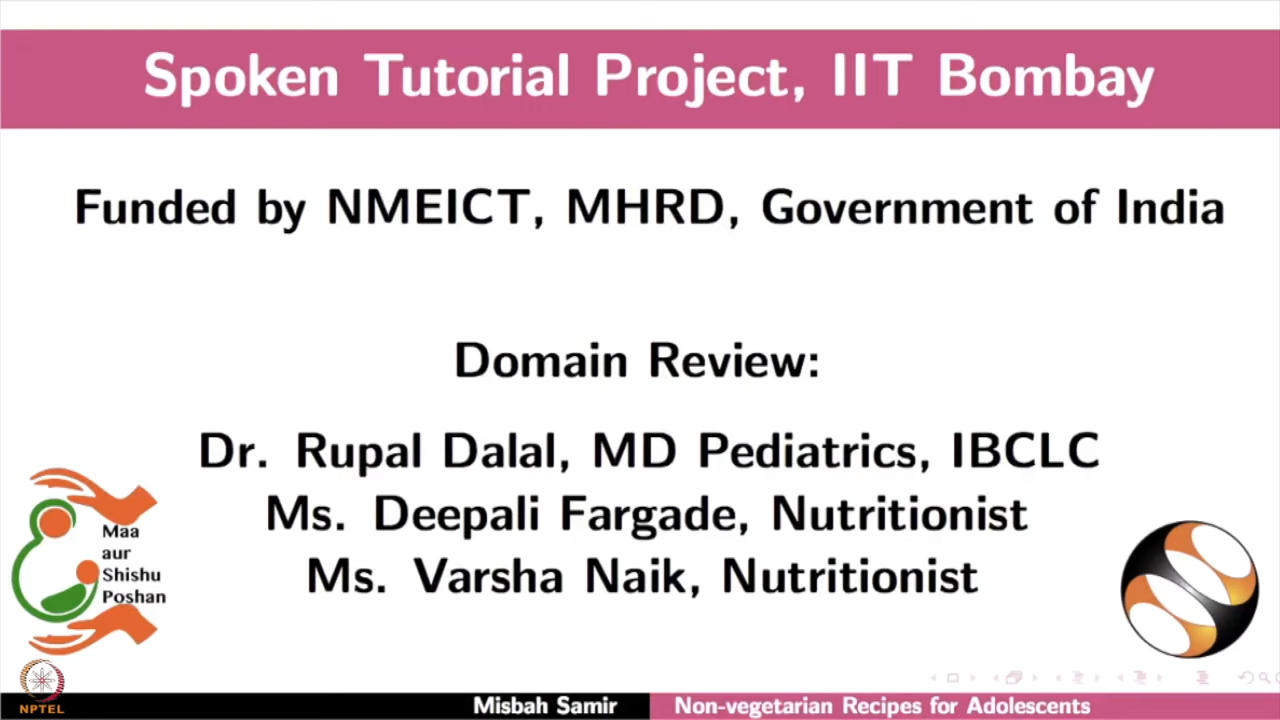 Spoken Tutorial Project, IIT Bombay
Funded by NMEICT, MHRD, Government of India
Domain Review:
Dr. Rupal Dalal, MD Pediatrics, IBCLC
Ms. Deepali Fargade, Nutritionist
Ms. Varsha Naik, Nutritionist
Maa
aur
Shishu
Poshan
NPTEL
Misbah Samir
Non-vegetarian Recipes for Adolescents